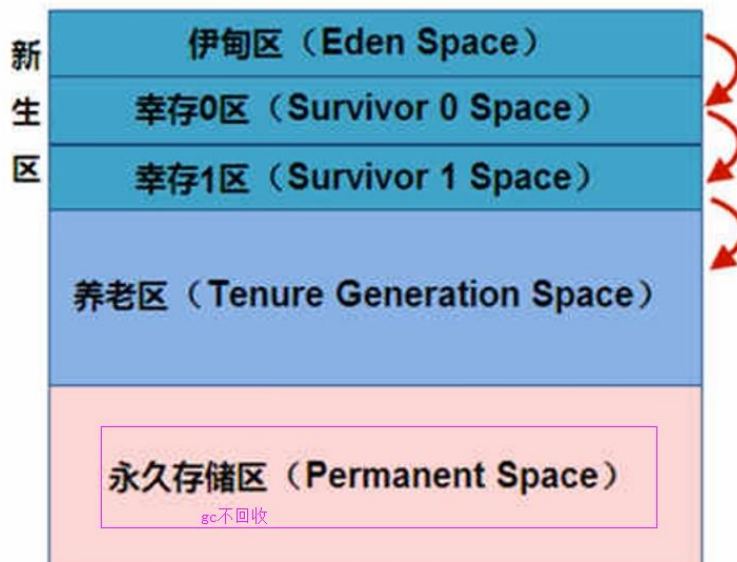 新生区
伊甸区（Eden Space）
幸存0区（Survivor 0 Space）
幸存1区（Survivor 1 Space）
养老区（Tenure Generation Space）
永久存储区（Permanent Space）
gc不回收